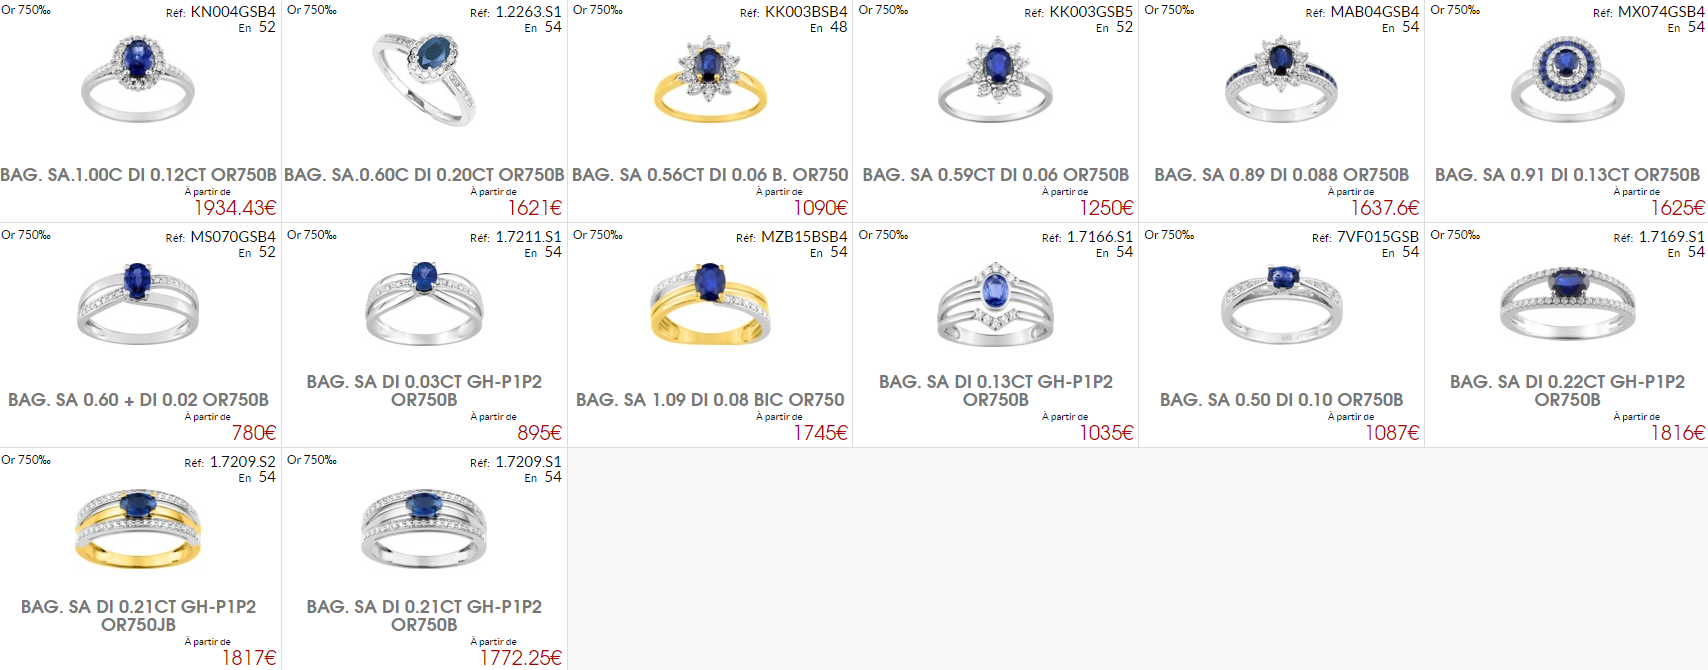 Or 750‰
Réf: KN004GSB4
En 52
BAG. SA.1.00C DI 0.12CT OR750B
À partir de
1934.43€
Or 750‰
Réf: 1.2263.S1
En 54
BAG. SA.0.60C DI 0.20CT OR750B
À partir de
1621€
Or 750‰
Réf: KK003BSB4
En 48
BAG. SA 0.56CT DI 0.06 B. OR750
À partir de
1090€
Or 750‰
Réf: KK003GSB5
En 52
BAG. SA 0.59CT DI 0.06 OR750B
À partir de
1250€
Or 750‰
Réf: MAB04GSB4
En 54
BAG. SA 0.89 DI 0.088 OR750B
À partir de
1637.6€
Or 750‰
Réf: MX074GSB4
En 54
BAG. SA 0.91 DI 0.13CT OR750B
À partir de
1625€
Or 750‰
Réf: MS070GSB4
En 52
BAG. SA 0.60 + DI 0.02 OR750B
À partir de
780€
Or 750‰
Réf: 1.7211.S1
En 54
BAG. SA DI 0.03CT GH-P1P2
OR750B
À partir de
895€
Or 750‰
Réf: MZB15BSB4
En 54
BAG. SA 1.09 DI 0.08 BIC OR750
À partir de
1745€
Or 750‰
Réf: 1.7166.S1
En 54
BAG. SA DI 0.13CT GH-P1P2
OR750B
À partir de
1035€
Or 750‰
Réf: 7VF015GSB
En 54
BAG. SA 0.50 DI 0.10 OR750B
À partir de
1087€
Or 750‰
Réf: 1.7169.S1
En 54
BAG. SA DI 0.22CT GH-P1P2
OR750B
À partir de
1816€
Or 750‰
Réf: 1.7209.S2
En 54
BAG. SA DI 0.21CT GH-P1P2
OR750JB
À partir de
1817€
Or 750‰
Réf: 1.7209.S1
En 54
BAG. SA DI 0.21CT GH-P1P2
OR750B
À partir de
1772.25€